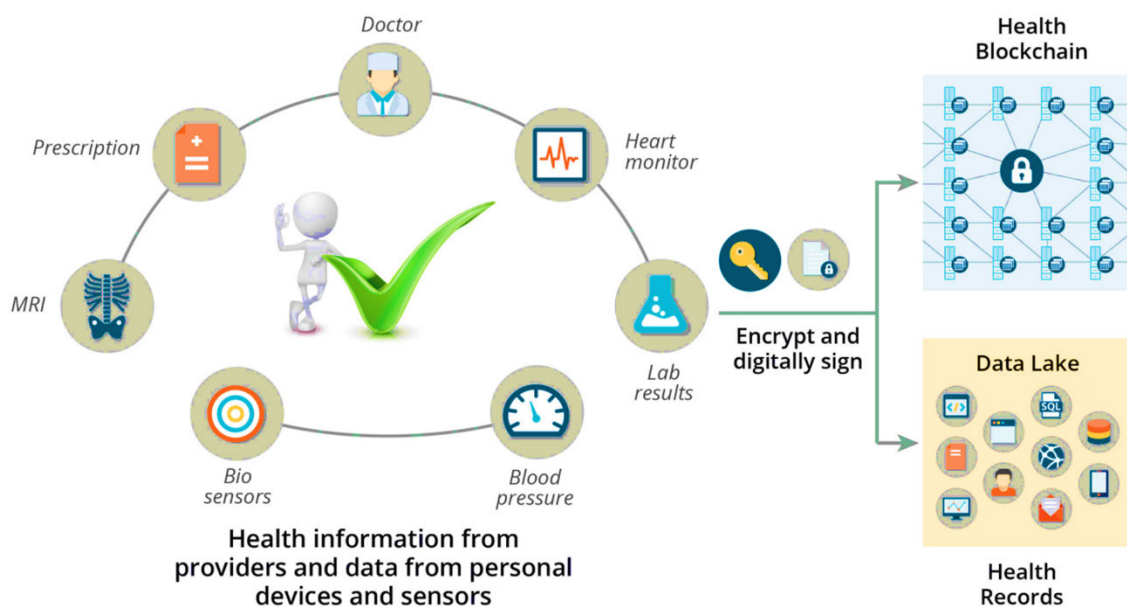 Doctor
Prescription
Heart
monitor
MRI
Lab
results
Bio
sensors
Blood
pressure
Health information from
providers and data from personal
devices and sensors
Encrypt and
digitally sign
Health
Blockchain
Data Lake
</>
SQL
Health
Records